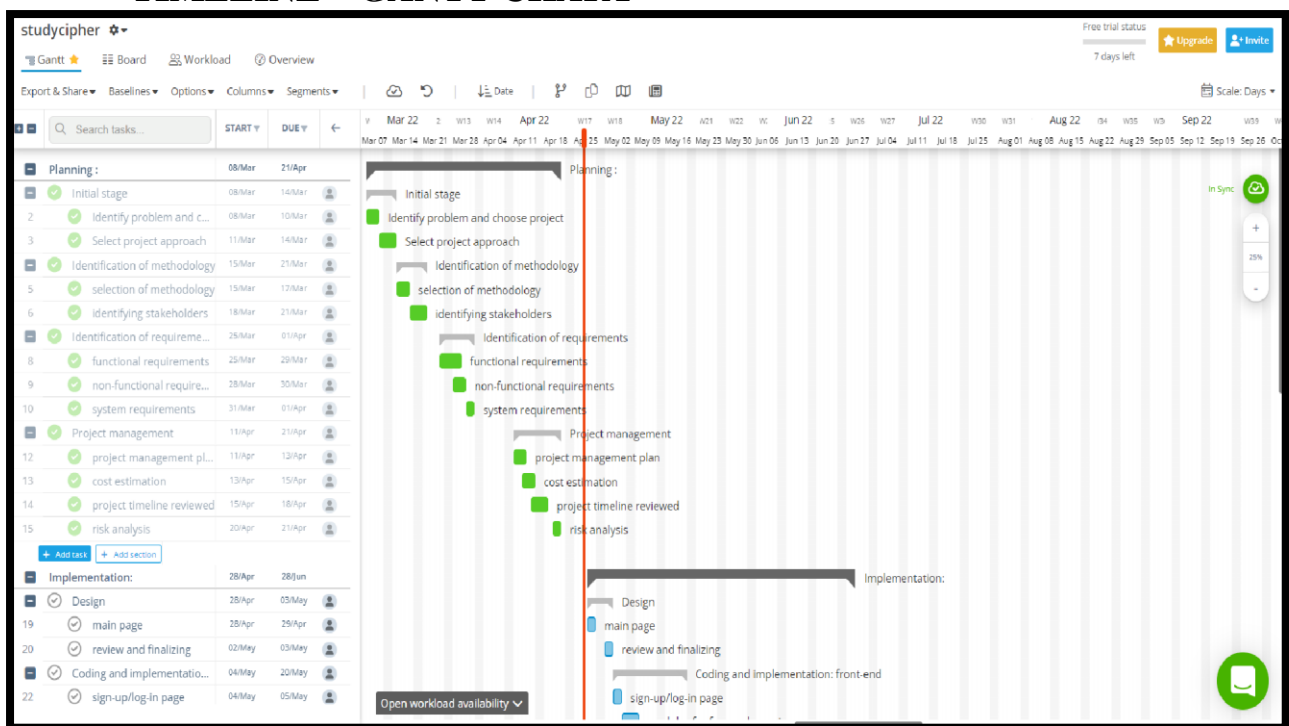 TIMELINE - GANTT CHART
studycipher
Free trial status
7 days left
Upgrade
Invite
Gantt
Board
Workload
Overview
Export & Share
Baselines
Options
Columns
Segments
Date
Scale: Days
Search tasks...
START
DUE
Mar 22 W13 W14 Apr 22 W17 W18 May 22 W21 W22 Jun 22 W26 W27 Jul 22 W30 W31 Aug 22 W35 Sep 22 W39
Mar 07 Mar 14 Mar 21 Mar 28 Apr 04 Apr 11 Apr 18 Apr 25 May 02 May 09 May 16 May 23 May 30 Jun 06 Jun 13 Jun 20 Jun 27 Jul 04 Jul 11 Jul 18 Jul 25 Aug 01 Aug 08 Aug 15 Aug 22 Aug 29 Sep 05 Sep 12 Sep 19 Sep 26
Planning : 08/Mar 21/Apr Planning :
Initial stage 08/Mar 14/Mar Initial stage
2 Identify problem and c... 08/Mar 10/Mar Identify problem and choose project
3 Select project approach 11/Mar 14/Mar Select project approach
Identification of methodology 15/Mar 21/Mar Identification of methodology
5 selection of methodology 15/Mar 17/Mar selection of methodology
6 identifying stakeholders 18/Mar 21/Mar identifying stakeholders
Identification of requireme... 25/Mar 01/Apr Identification of requirements
8 functional requirements 25/Mar 29/Mar functional requirements
9 non-functional require... 28/Mar 30/Mar non-functional requirements
10 system requirements 31/Mar 01/Apr system requirements
Project management 11/Apr 21/Apr Project management
12 project management pl... 11/Apr 13/Apr project management plan
13 cost estimation 13/Apr 15/Apr cost estimation
14 project timeline reviewed 15/Apr 18/Apr project timeline reviewed
15 risk analysis 20/Apr 21/Apr risk analysis
+ Add task + Add section
Implementation: 28/Apr 28/Jun Implementation:
Design 28/Apr 03/May Design
19 main page 28/Apr 29/Apr main page
20 review and finalizing 02/May 03/May review and finalizing
Coding and implementatio... 04/May 20/May Coding and implementation: front-end
22 sign-up/log-in page 04/May 05/May sign-up/log-in page
In Sync
+
25%
-
Open workload availability